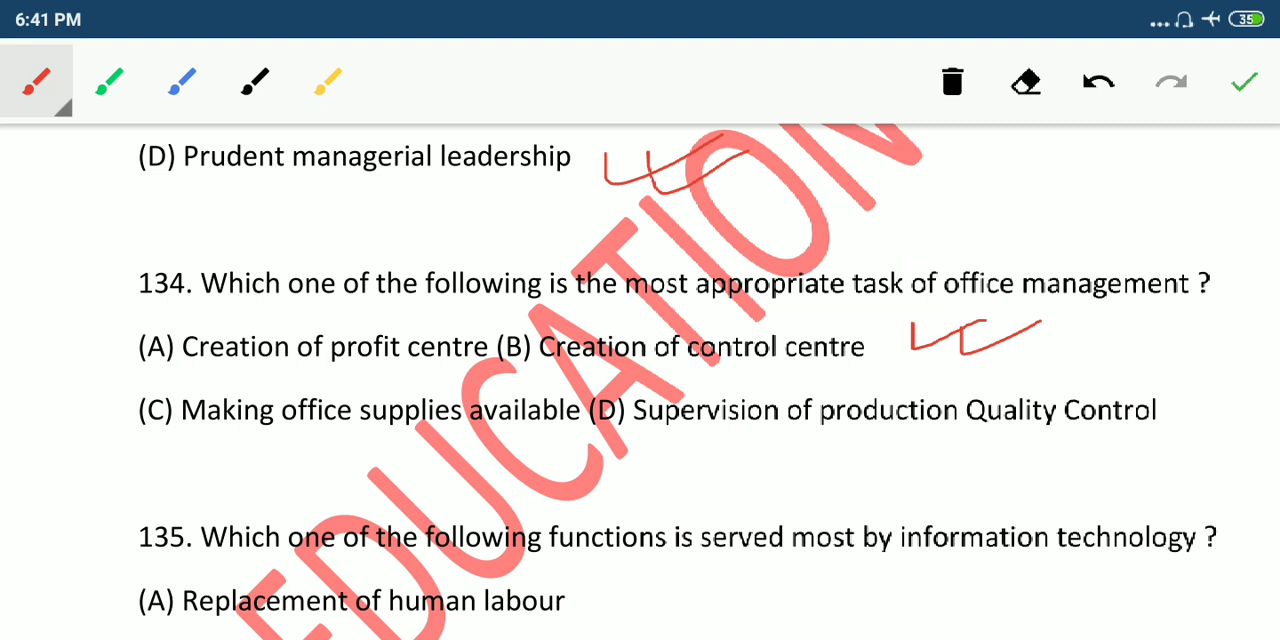 6:41 PM
35
(D) Prudent managerial leadership
134. Which one of the following is the most appropriate task of office management ?
(A) Creation of profit centre (B) Creation of control centre
(C) Making office supplies available (D) Supervision of production Quality Control
135. Which one of the following functions is served most by information technology ?
(A) Replacement of human labour
EDUCATION